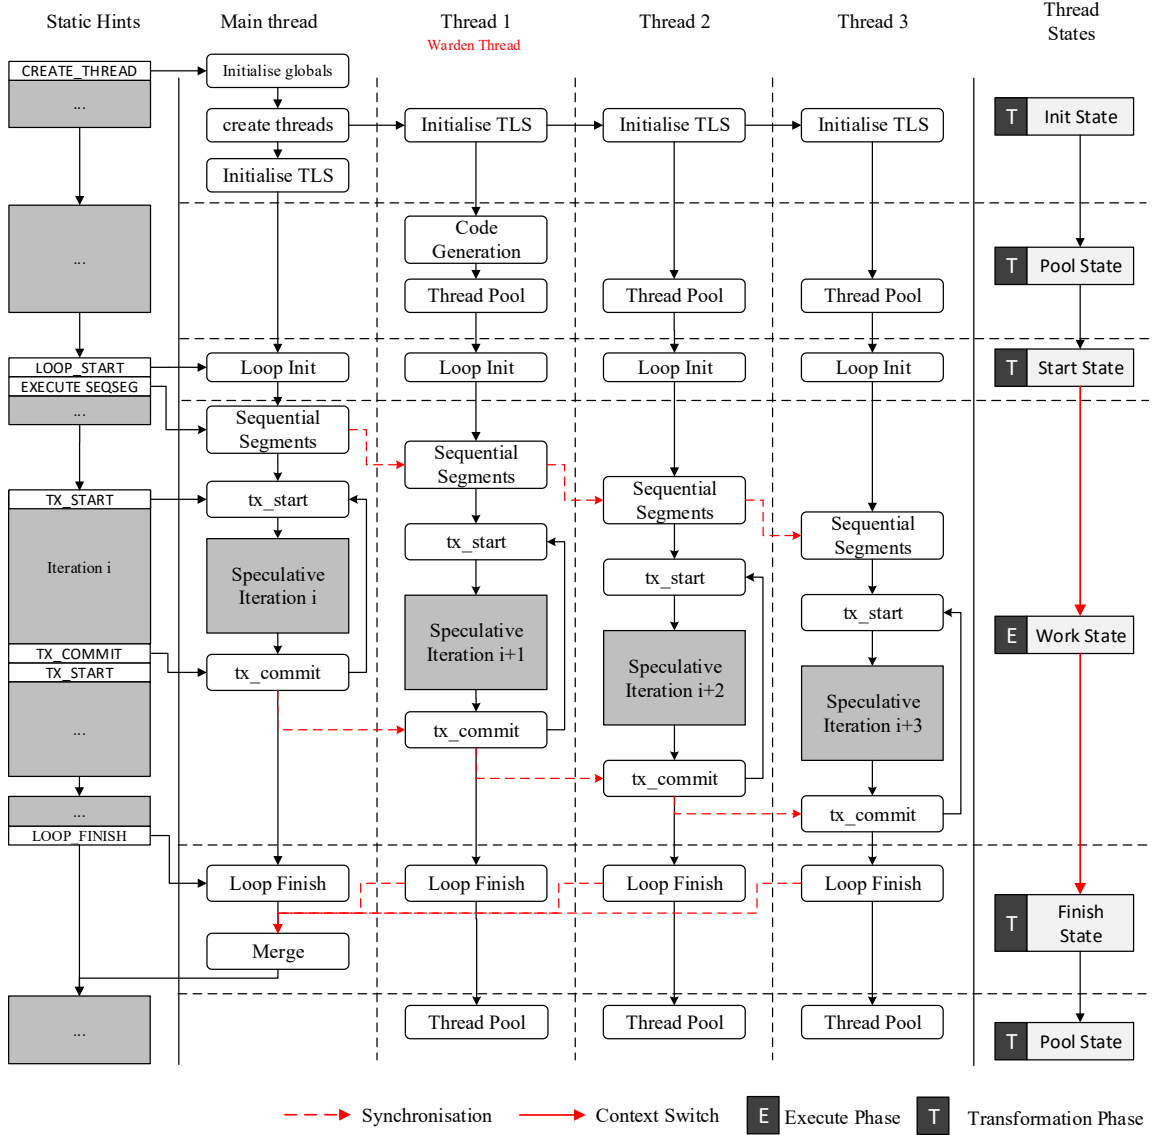 Static Hints
Main thread
Thread 1
Warden Thread
Thread 2
Thread 3
Thread
States
CREATE_THREAD
...
Initialise globals
create threads
Initialise TLS
Initialise TLS
Initialise TLS
Initialise TLS
T
Init State
...
Code
Generation
Thread Pool
Thread Pool
Thread Pool
T
Pool State
LOOP_START
EXECUTE SEQSEG
...
Loop Init
Loop Init
Loop Init
Loop Init
T
Start State
Sequential
Segments
Sequential
Segments
Sequential
Segments
Sequential
Segments
TX_START
Iteration i
TX_COMMIT
TX_START
...
tx_start
Speculative
Iteration i
tx_commit
tx_start
Speculative
Iteration i+1
tx_commit
tx_start
Speculative
Iteration i+2
tx_commit
tx_start
Speculative
Iteration i+3
tx_commit
E
Work State
...
LOOP_FINISH
Loop Finish
Loop Finish
Loop Finish
Loop Finish
Merge
T
Finish
State
...
Thread Pool
Thread Pool
Thread Pool
T
Pool State
Synchronisation
Context Switch
E
Execute Phase
T
Transformation Phase